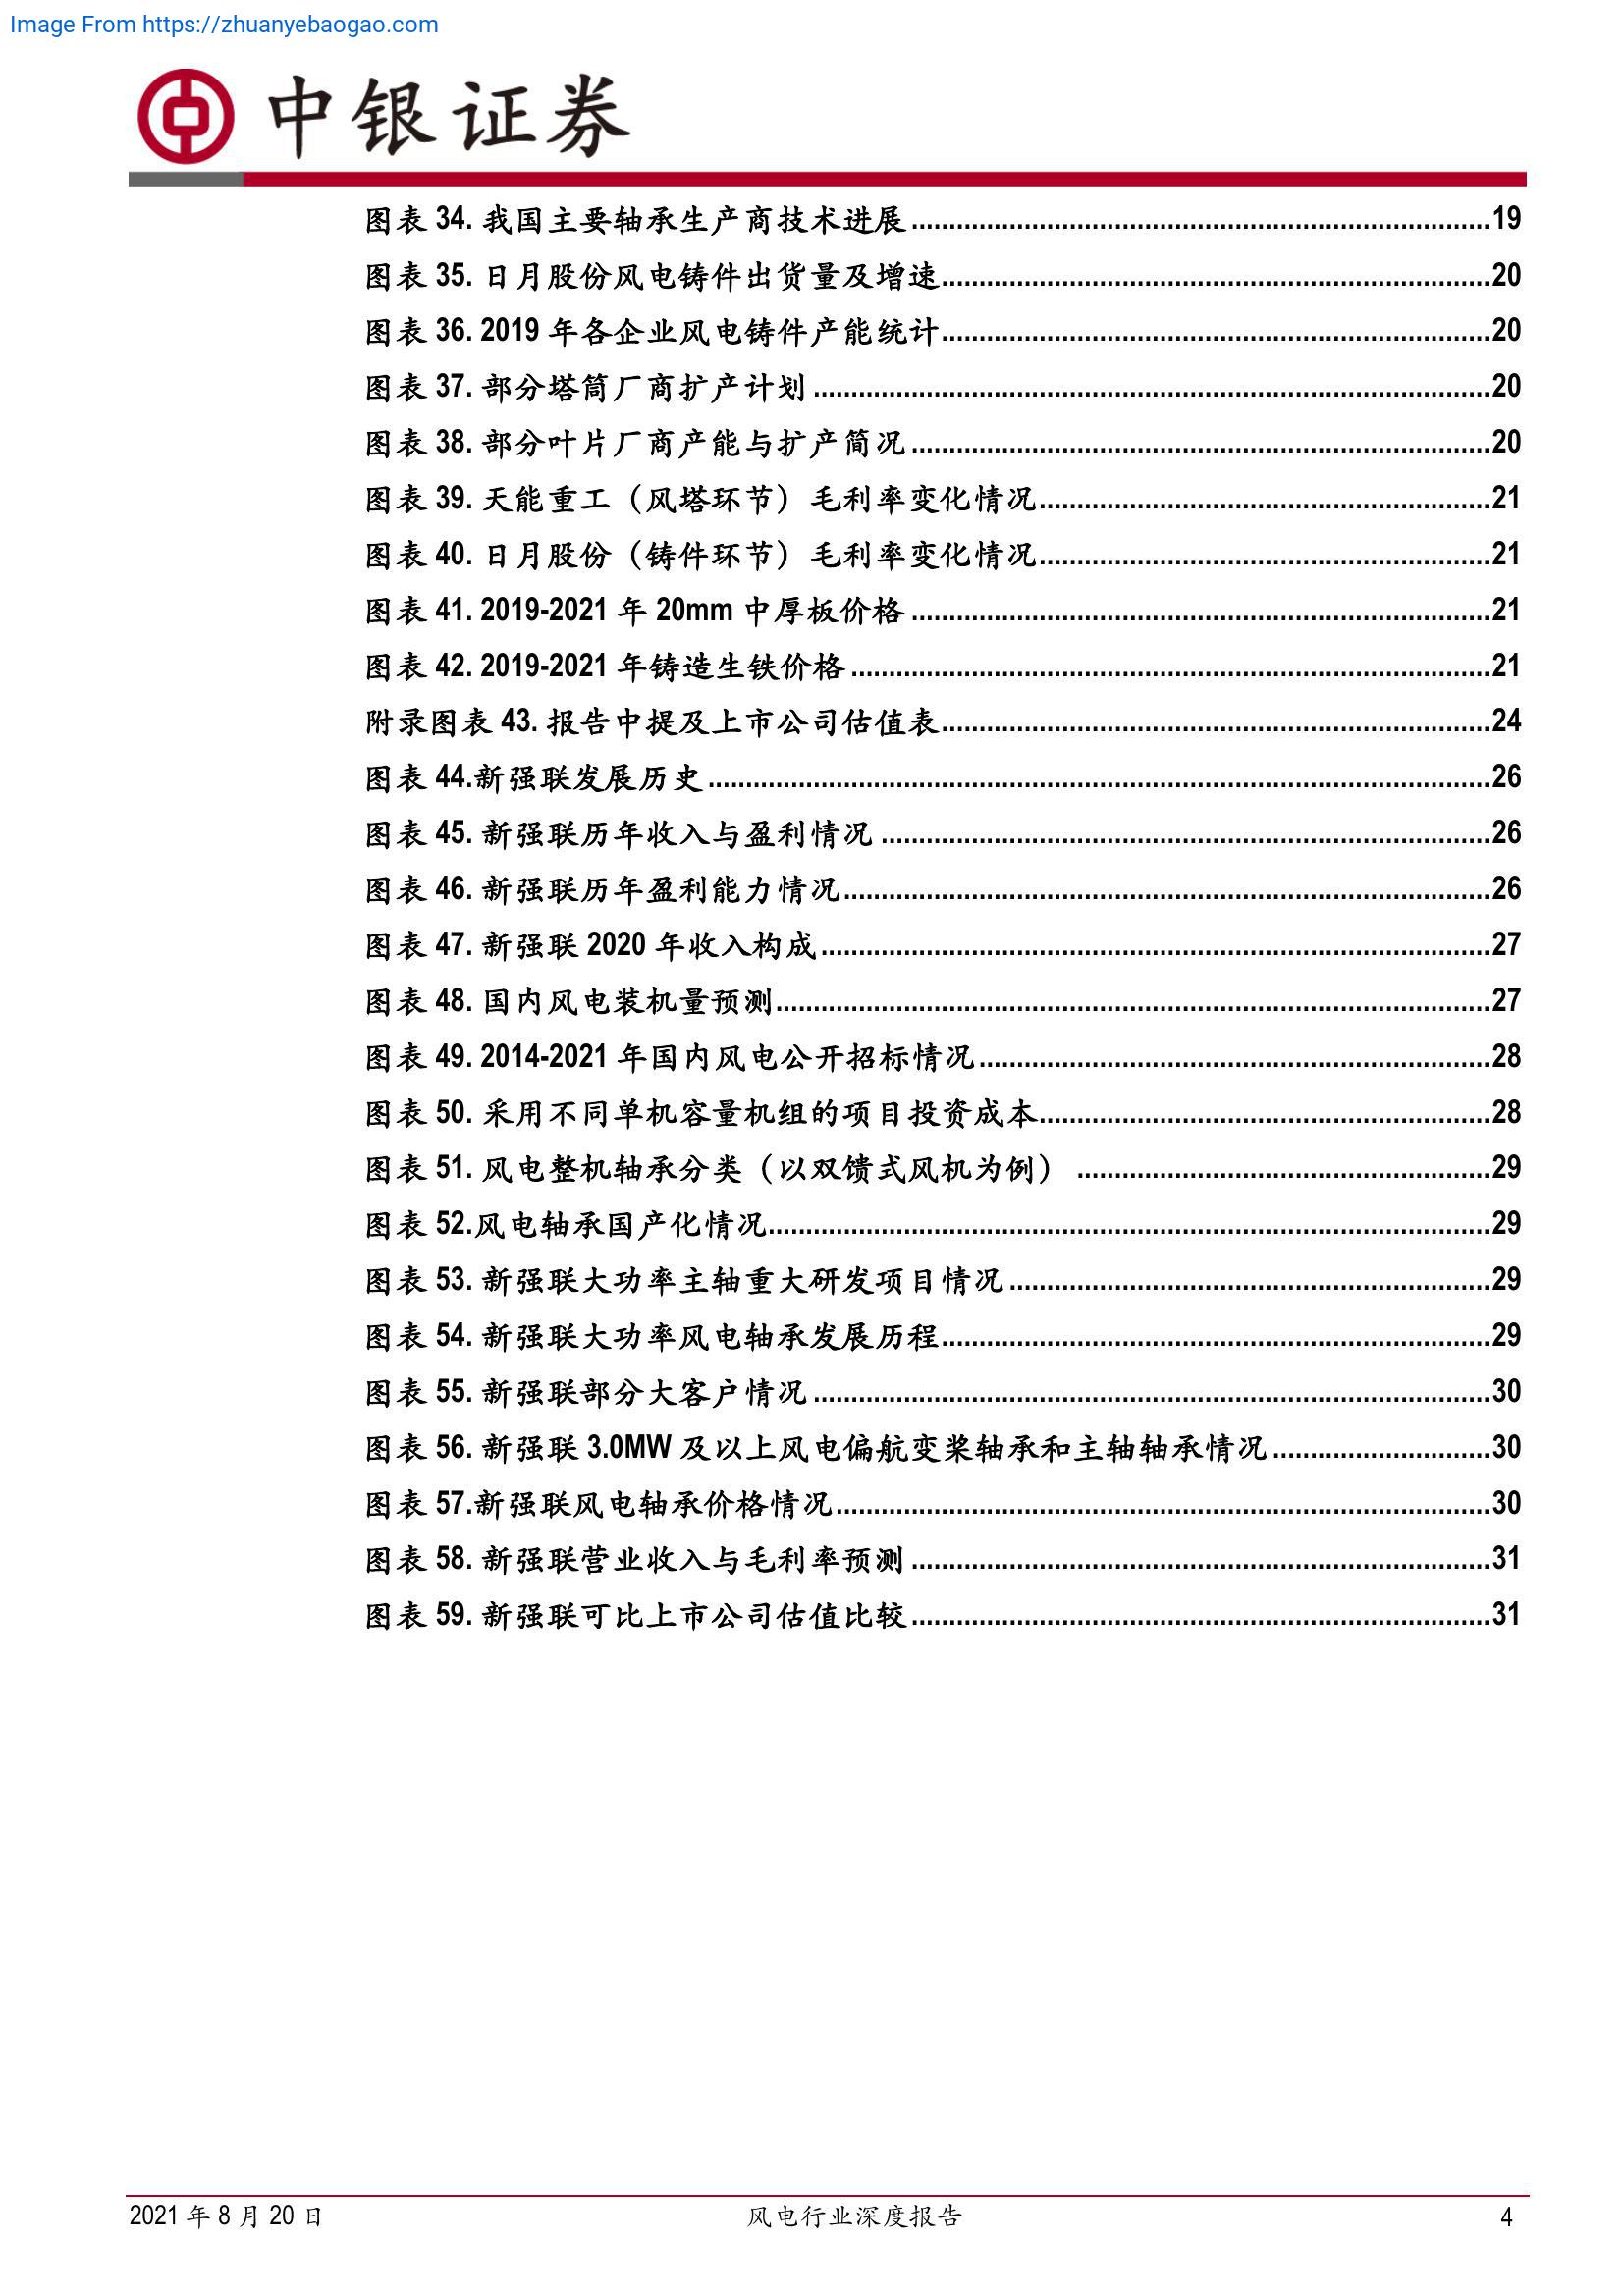 Image From https://zhuanyebaogao.com
中银证券
图表 34. 我国主要轴承生产商技术进展..........19
图表 35. 日月股份风电铸件出货量及增速..........20
图表 36. 2019 年各企业风电铸件产能统计..........20
图表 37. 部分塔筒厂商扩产计划..........20
图表 38. 部分叶片厂商产能与扩产简况..........20
图表 39. 天能重工（风塔环节）毛利率变化情况..........21
图表 40. 日月股份（铸件环节）毛利率变化情况..........21
图表 41. 2019-2021 年 20mm 中厚板价格..........21
图表 42. 2019-2021 年铸造生铁价格..........21
附录图表 43. 报告中提及上市公司估值表..........24
图表 44.新强联发展历史..........26
图表 45. 新强联历年收入与盈利情况..........26
图表 46. 新强联历年盈利能力情况..........26
图表 47. 新强联 2020 年收入构成..........27
图表 48. 国内风电装机量预测..........27
图表 49. 2014-2021 年国内风电公开招标情况..........28
图表 50. 采用不同单机容量机组的项目投资成本..........28
图表 51. 风电整机轴承分类（以双馈式风机为例）..........29
图表 52.风电轴承国产化情况..........29
图表 53. 新强联大功率主轴重大研发项目情况..........29
图表 54. 新强联大功率风电轴承发展历程..........29
图表 55. 新强联部分大客户情况..........30
图表 56. 新强联 3.0MW 及以上风电偏航变桨轴承和主轴轴承情况..........30
图表 57.新强联风电轴承价格情况..........30
图表 58. 新强联营业收入与毛利率预测..........31
图表 59. 新强联可比上市公司估值比较..........31
2021 年 8 月 20 日 风电行业深度报告 4